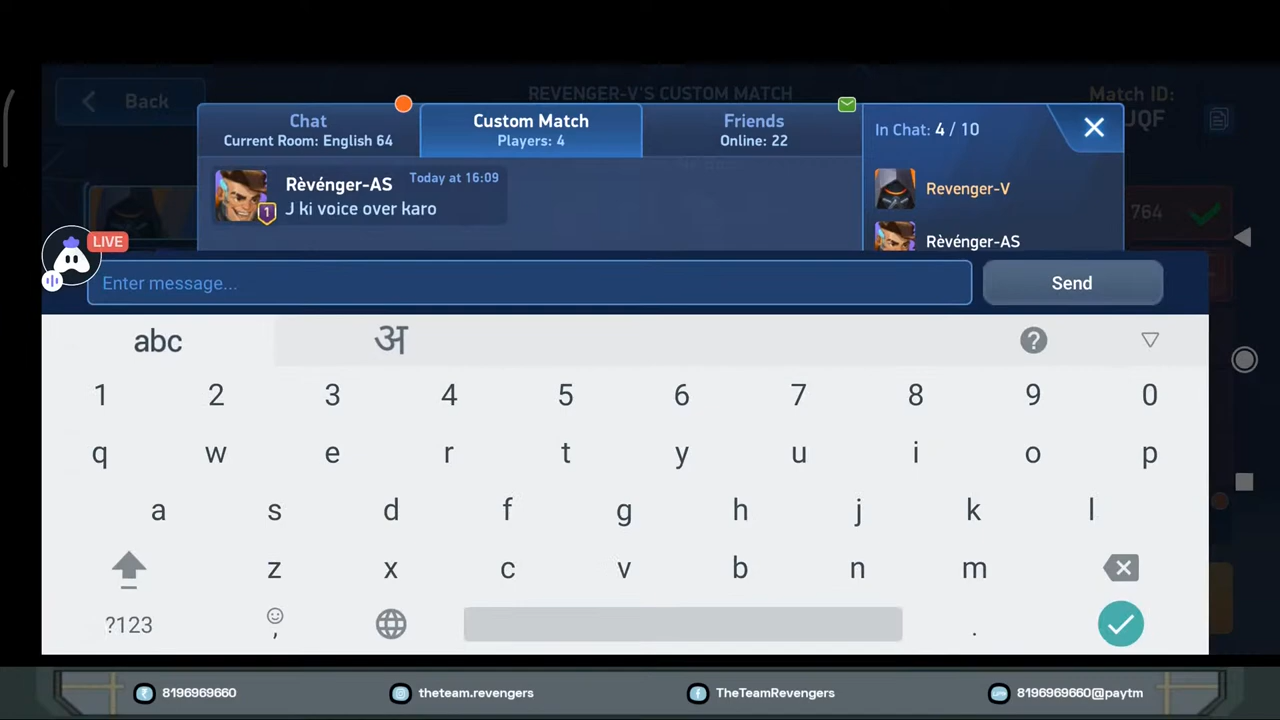 Back
REVENGER-V'S CUSTOM MATCH
Match ID:
JQF
Chat
Current Room: English 64
Custom Match
Players: 4
Friends
Online: 22
In Chat: 4 / 10
Rèvénger-AS Today at 16:09
1
J ki voice over karo
Revenger-V
Rèvénger-AS
764
LIVE
Enter message...
Send
abc अ ?
1 2 3 4 5 6 7 8 9 0
q w e r t y u i o p
a s d f g h j k l
z x c v b n m
?123 , .
8196969660 theteam.revengers TheTeamRevengers 8196969660@paytm